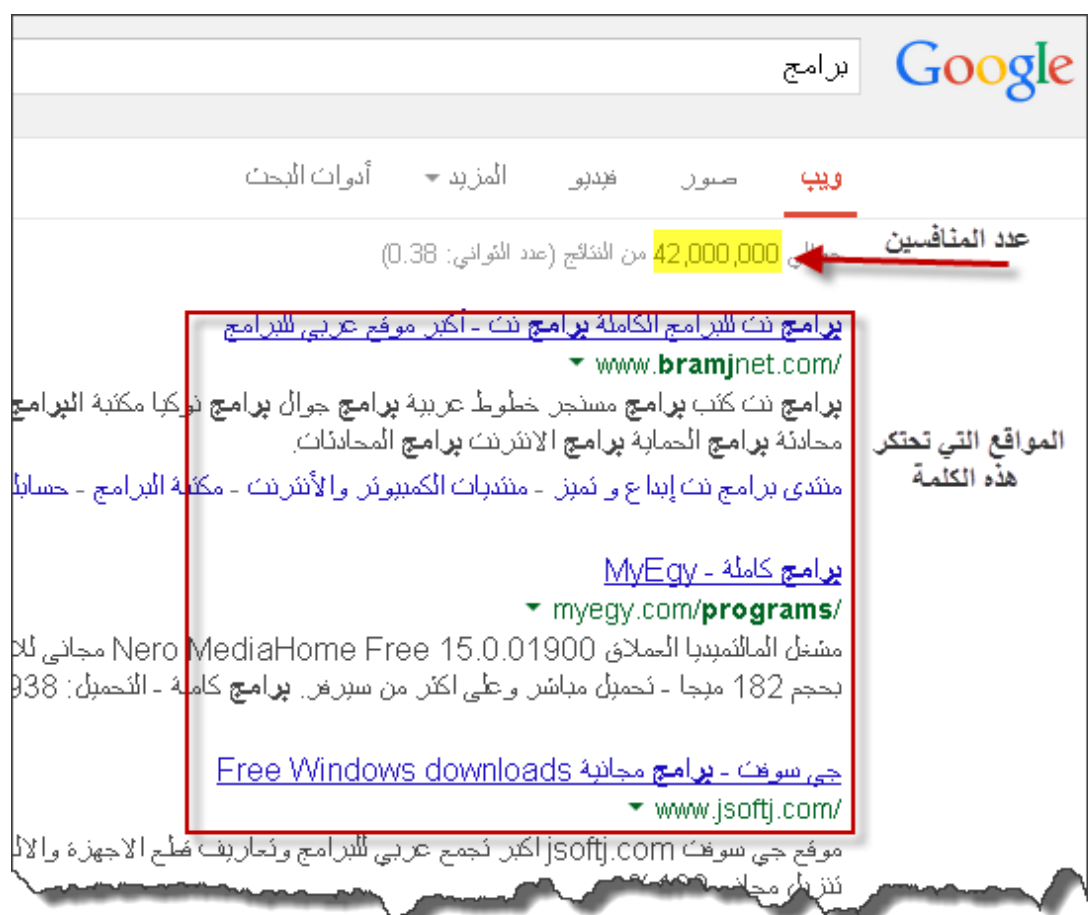 Google
برامج
ويب صور فيديو المزيد أدوات البحث
عدد المنافسين
42,000,000 من النتائج (عدد الثواني: 0.38)
برامج نت للبرامج الكاملة برامج نت - أكبر موقع عربي للبرامج
www.bramjnet.com/
برامج نت كتب برامج مسنجر خطوط عربية برامج جوال برامج نوكيا مكتبة البرامج
محادثة برامج الحماية برامج الانترنت برامج المحادثات.
المواقع التي تحتكر
هذه الكلمة
منتدى برامج نت إبداع و تميز - منتديات الكمبيوتر والأنترنت - مكتبة البرامج -
برامج كاملة - MyEgy
myegy.com/programs/
مشغل المالتميديا العملاق Nero MediaHome Free 15.0.01900 مجانى
بحجم 182 ميجا - تحميل مباشر وعلى اكثر من سيرفر. برامج كاملة - التحميل: 938
جي سوفت - برامج مجانية Free Windows downloads
www.jsoftj.com/
موقع جي سوفت jsoftj.com اكبر تجمع عربي للبرامج وتعاريف قطع الاجهزة